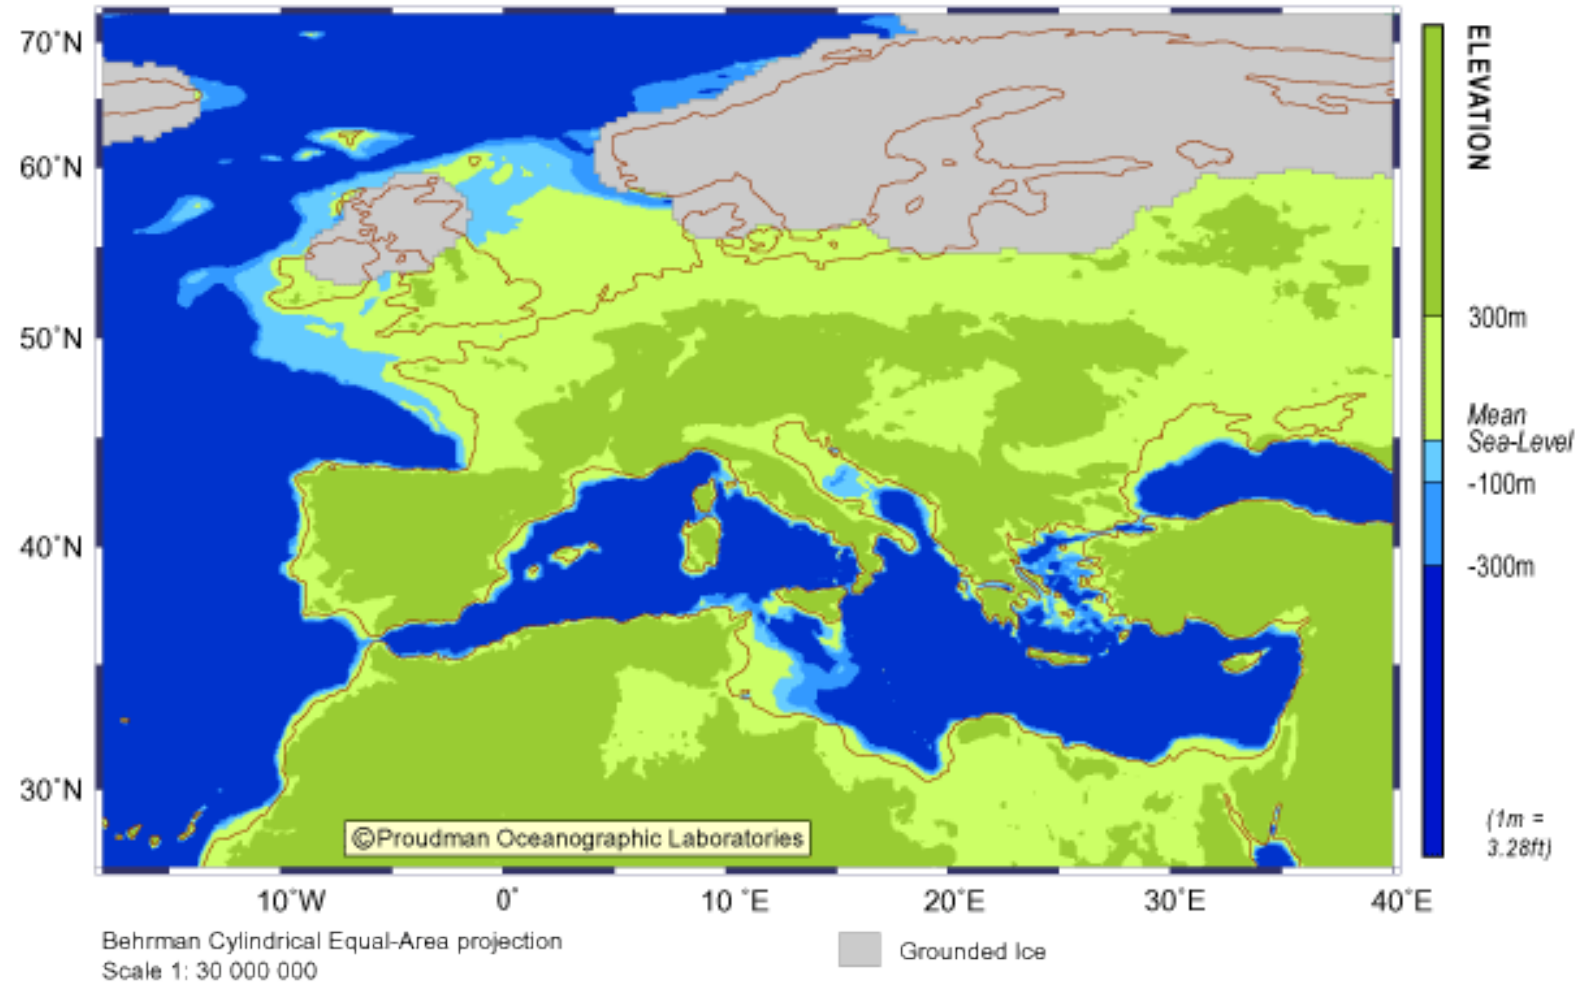 70°N
60°N
50°N
40°N
30°N
10°W
0°
10°E
20°E
30°E
40°E
©Proudman Oceanographic Laboratories
Behrman Cylindrical Equal-Area projection
Scale 1: 30 000 000
Grounded Ice
ELEVATION
300m
Mean
Sea-Level
-100m
-300m
(1m =
3.28ft)